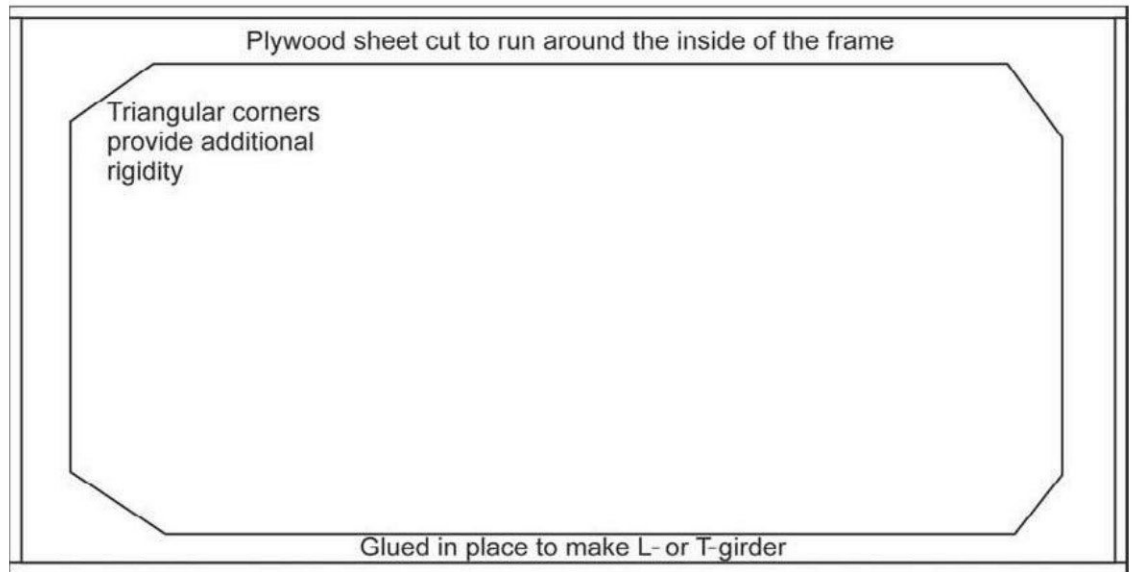 Plywood sheet cut to run around the inside of the frame
Triangular corners
provide additional
rigidity
Glued in place to make L- or T-girder